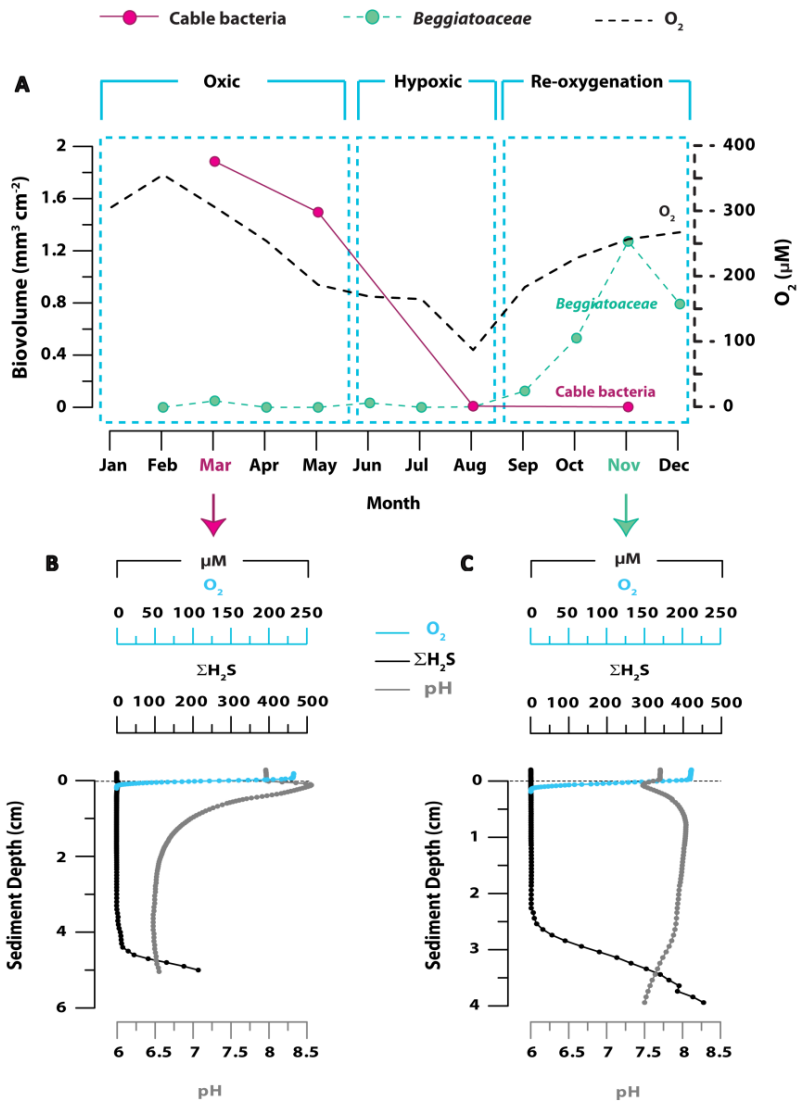 Cable bacteria Beggiatoaceae O₂
A
Oxic Hypoxic Re-oxygenation
2 400
1.6 300
1.2 200
0.8 100
0.4 0
0
Biovolume (mm³ cm⁻²)
O₂ (µM)
O₂
Beggiatoaceae
Cable bacteria
Jan Feb Mar Apr May Jun Jul Aug Sep Oct Nov Dec
Month
B
µM
O₂
0 50 100 150 200 250
ΣH₂S
0 100 200 300 400 500
0
2
4
6
Sediment Depth (cm)
6 6.5 7 7.5 8 8.5
pH
O₂
ΣH₂S
pH
C
µM
O₂
0 50 100 150 200 250
ΣH₂S
0 100 200 300 400 500
0
1
2
3
4
Sediment Depth (cm)
6 6.5 7 7.5 8 8.5
pH